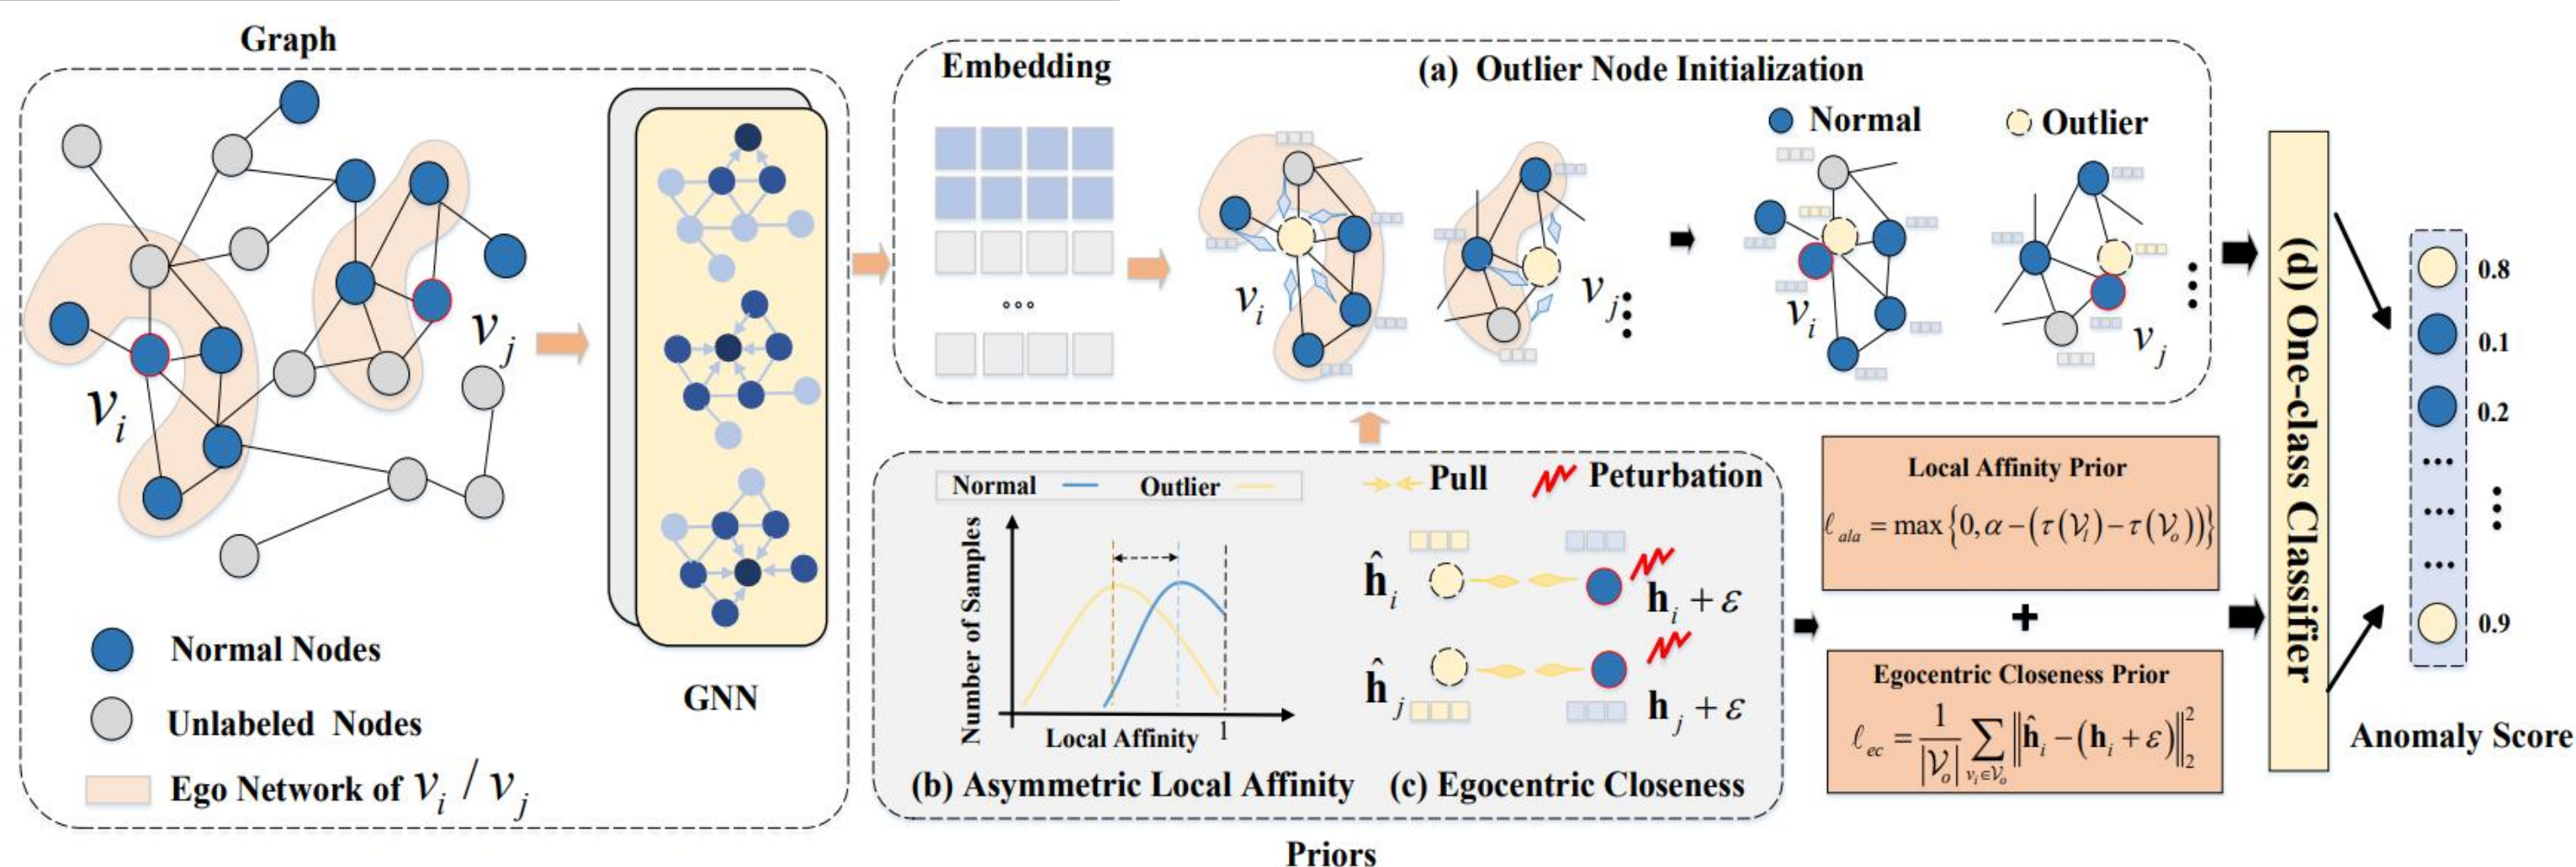 Graph
v_j
v_i
Normal Nodes
Unlabeled Nodes
Ego Network of v_i / v_j
GNN
Embedding
(a) Outlier Node Initialization
Normal
Outlier
v_i
v_j
v_i
v_j
Normal
Outlier
Number of Samples
Local Affinity
1
(b) Asymmetric Local Affinity
Pull
Peturbation
ĥ_i
h_i + ε
ĥ_j
h_j + ε
(c) Egocentric Closeness
Priors
Local Affinity Prior
ℓ_ala = max{0, α − (τ(𝒱_l) − τ(𝒱_o))}
+
Egocentric Closeness Prior
ℓ_ec = 1/|𝒱_o| ∑_{v_i∈𝒱_o} ‖ĥ_i − (h_i + ε)‖_2^2
(d) One-class Classifier
0.8
0.1
0.2
0.9
Anomaly Score